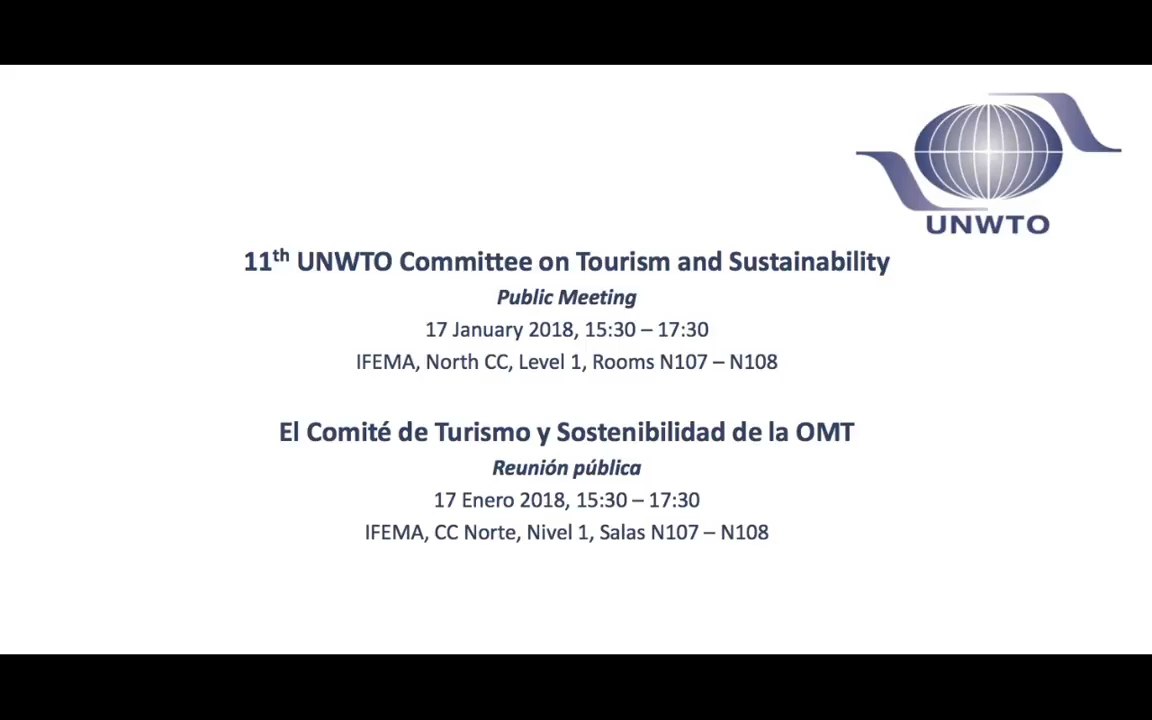 UNWTO
11th UNWTO Committee on Tourism and Sustainability
Public Meeting
17 January 2018, 15:30 – 17:30
IFEMA, North CC, Level 1, Rooms N107 – N108
El Comité de Turismo y Sostenibilidad de la OMT
Reunión pública
17 Enero 2018, 15:30 – 17:30
IFEMA, CC Norte, Nivel 1, Salas N107 – N108